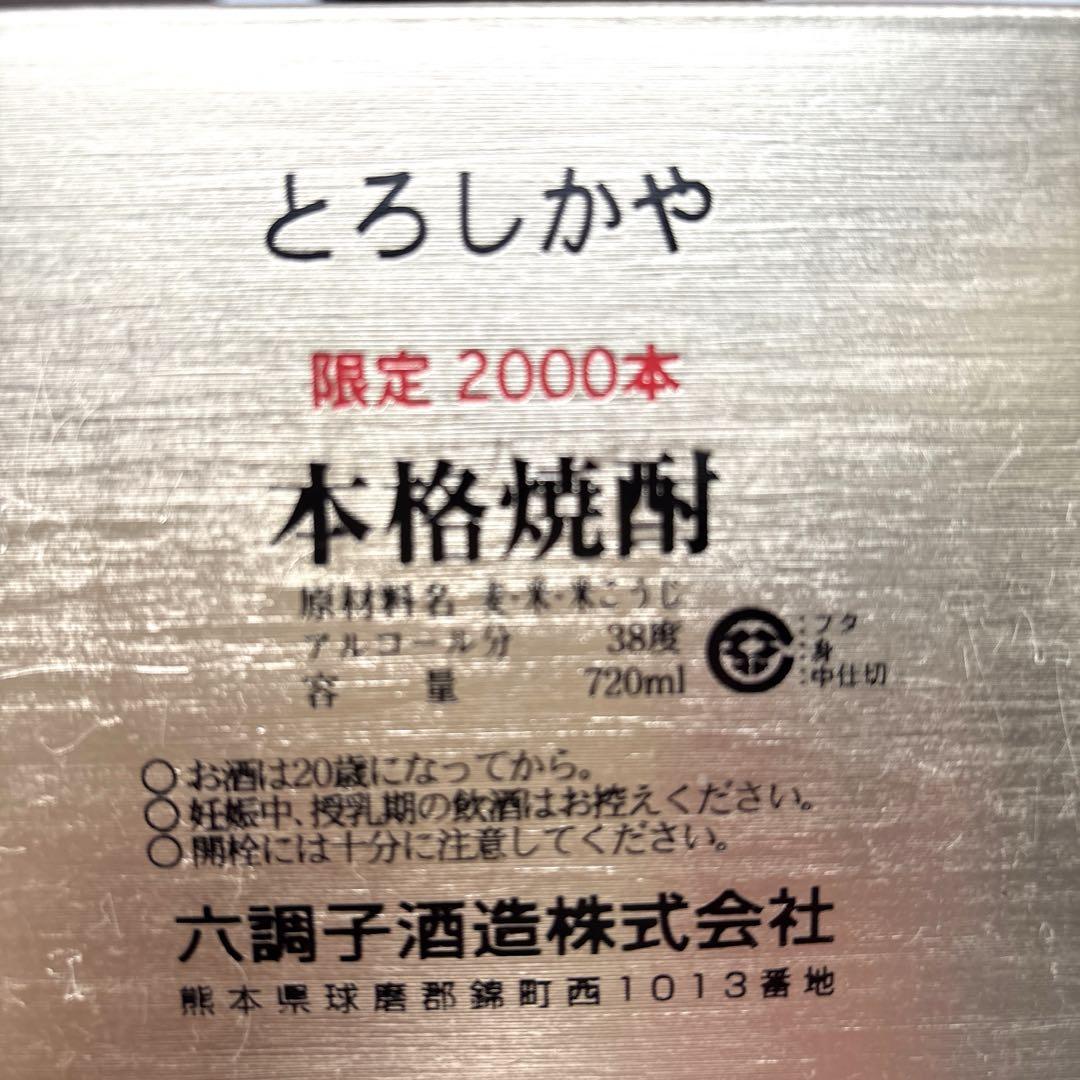 とろしかや
限定 2000本
本格焼酎
原材料名 麦・米・米こうじ
アルコール分 38度
容量 720ml
紙
:フタ
:身
:中仕切
○お酒は20歳になってから。
○妊娠中、授乳期の飲酒はお控えください。
○開栓には十分に注意してください。
六調子酒造株式会社
熊本県球磨郡錦町西1013番地